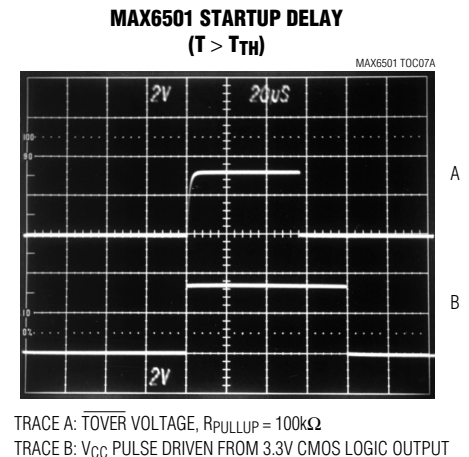 MAX6501 STARTUP DELAY
(T > TTH)
MAX6501 TOC07A
2V 20uS
100
90
A
B
10
0%
2V
TRACE A: TOVER VOLTAGE, RPULLUP = 100kΩ
TRACE B: VCC PULSE DRIVEN FROM 3.3V CMOS LOGIC OUTPUT